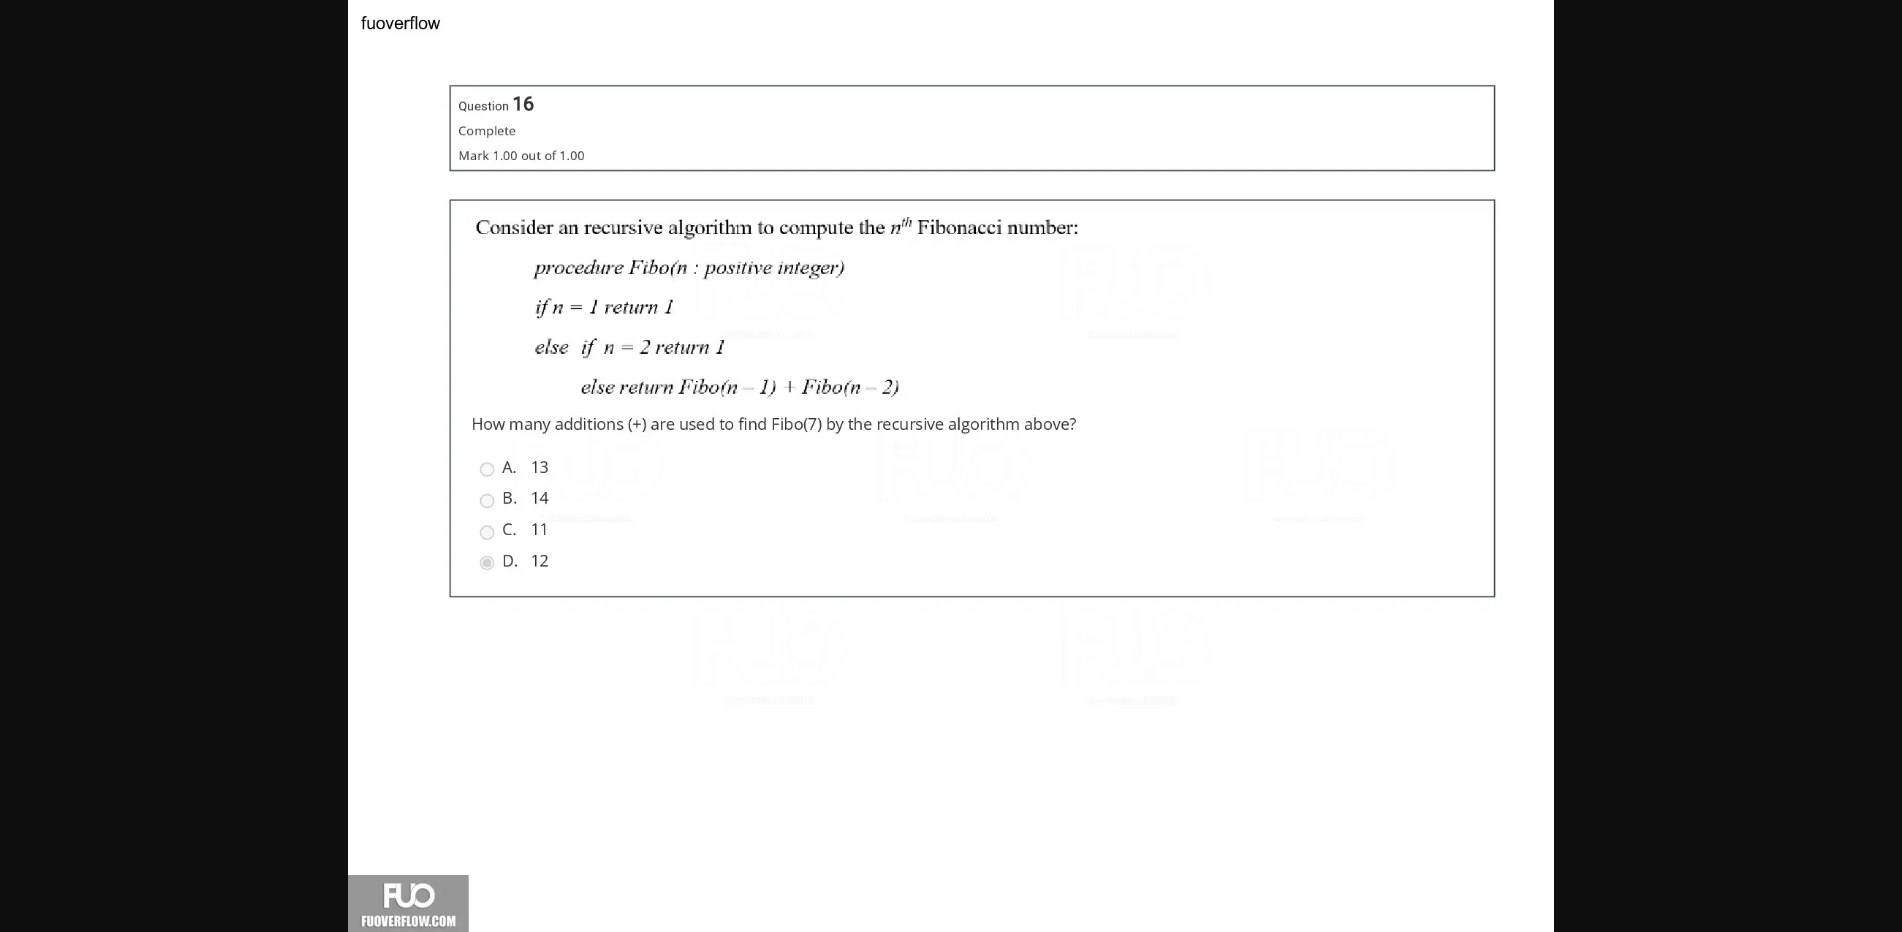 fuoverflow
Question 16
Complete
Mark 1.00 out of 1.00
Consider an recursive algorithm to compute the nth Fibonacci number:
procedure Fibo(n : positive integer)
if n = 1 return 1
else if n = 2 return 1
else return Fibo(n – 1) + Fibo(n – 2)
How many additions (+) are used to find Fibo(7) by the recursive algorithm above?
A. 13
B. 14
C. 11
D. 12
FUO
FUOVERFLOW.COM